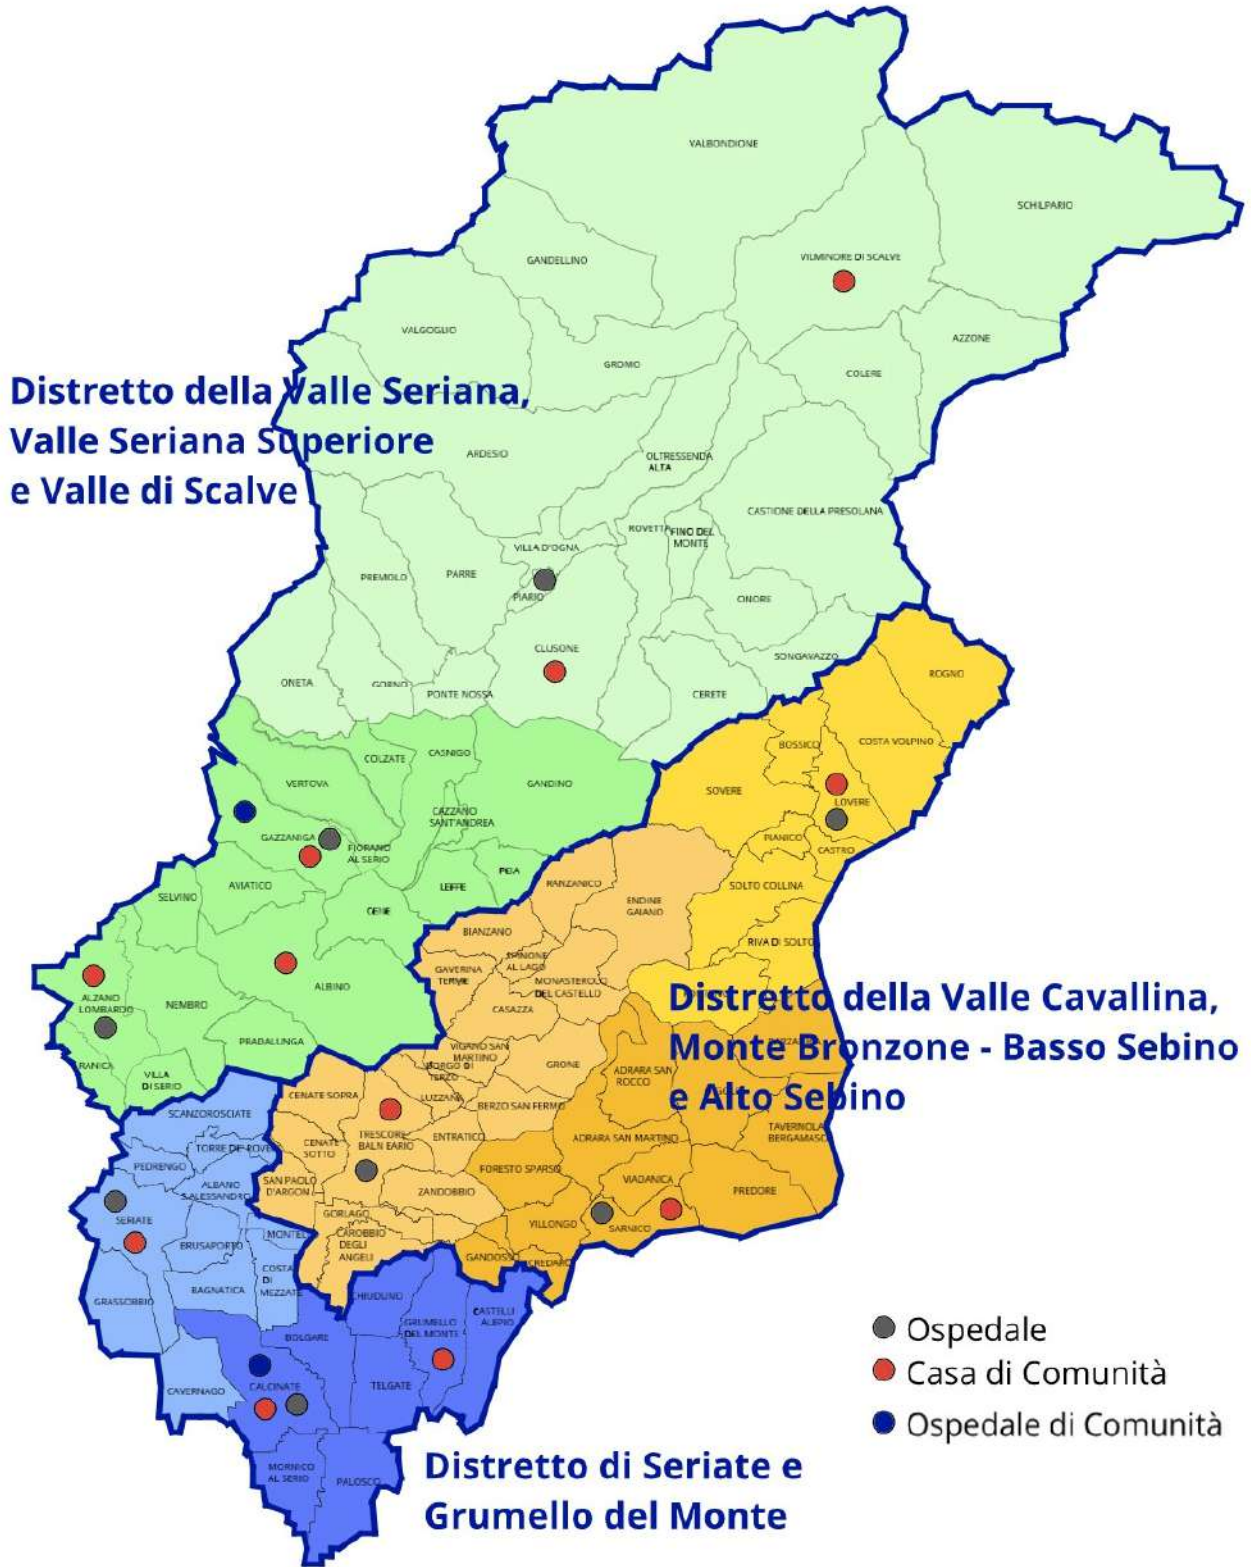 VALBONDIONE
SCHILPARIO
GANDELLINO
VILMINORE DI SCALVE
VALGOGLIO
AZZONE
GROMO
COLERE
Distretto della Valle Seriana,
Valle Seriana Superiore
e Valle di Scalve
ARDESIO
OLTRESSENDA
ALTA
CASTIONE DELLA PRESOLANA
ROVETTA
FINO DEL
MONTE
VILLA D'OGNA
PREMOLO
PARRE
PIARIO
ONORE
CLUSONE
SONGAVAZZO
ONETA
GORNO
PONTE NOSSA
CERETE
ROGNO
COSTA VOLPINO
BOSSICO
COLZATE
CASNIGO
VERTOVA
GANDINO
SOVERE
LOVERE
CAZZANO
SANT'ANDREA
GAZZANIGA
FIORANO
AL SERIO
PIANICO
CASTRO
AVIATICO
LEFFE
PEIA
RANZANICO
SOLTO COLLINA
SELVINO
CENE
ENDINE
GAIANO
BIANZANO
RIVA DI SOLTO
SPINONE
AL LAGO
GAVERINA
TERME
MONASTEROLO
DEL CASTELLO
ALBINO
ALZANO
LOMBARDO
NEMBRO
CASAZZA
Distretto della Valle Cavallina,
Monte Bronzone - Basso Sebino
e Alto Sebino
PRADALUNGA
VIGANO SAN
MARTINO
BORGO DI
TERZO
GRONE
ADRARA SAN
ROCCO
RANICA
VILLA
DI SERIO
CENATE SOPRA
LUZZANA
BERZO SAN FERMO
SCANZOROSCIATE
TAVERNOLA
BERGAMASC
TRESCORE
BALNEARIO
ENTRATICO
ADRARA SAN MARTINO
CENATE
SOTTO
TORRE DE' ROVE
PEDRENGO
FORESTO SPARSO
SAN PAOLO
D'ARGON
ALBANO
S.ALESSANDRO
VIADANICA
PREDORE
ZANDOBBIO
GORLAGO
SERIATE
VILLONGO
SARNICO
MONTEL
CAROBBIO
DEGLI
ANGELI
BRUSAPORTO
GANDOSSO
CREDARO
COSTA
DI
MEZZATE
BAGNATICA
GRASSOBBIO
CHIUDUNO
CASTELLI
CALEPIO
GRUMELLO
DEL MONTE
BOLGARE
CALCINATE
TELGATE
CAVERNAGO
MORNICO
AL SERIO
PALOSCO
Ospedale
Casa di Comunità
Ospedale di Comunità
Distretto di Seriate e
Grumello del Monte